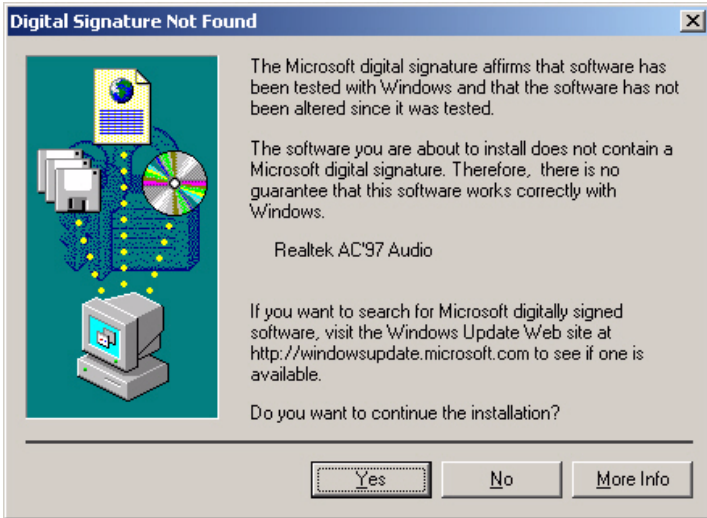 Digital Signature Not Found
The Microsoft digital signature affirms that software has
been tested with Windows and that the software has not
been altered since it was tested.
The software you are about to install does not contain a
Microsoft digital signature. Therefore,  there is no
guarantee that this software works correctly with
Windows.
Realtek AC'97 Audio
If you want to search for Microsoft digitally signed
software, visit the Windows Update Web site at
http://windowsupdate.microsoft.com to see if one is
available.
Do you want to continue the installation?
Yes No More Info